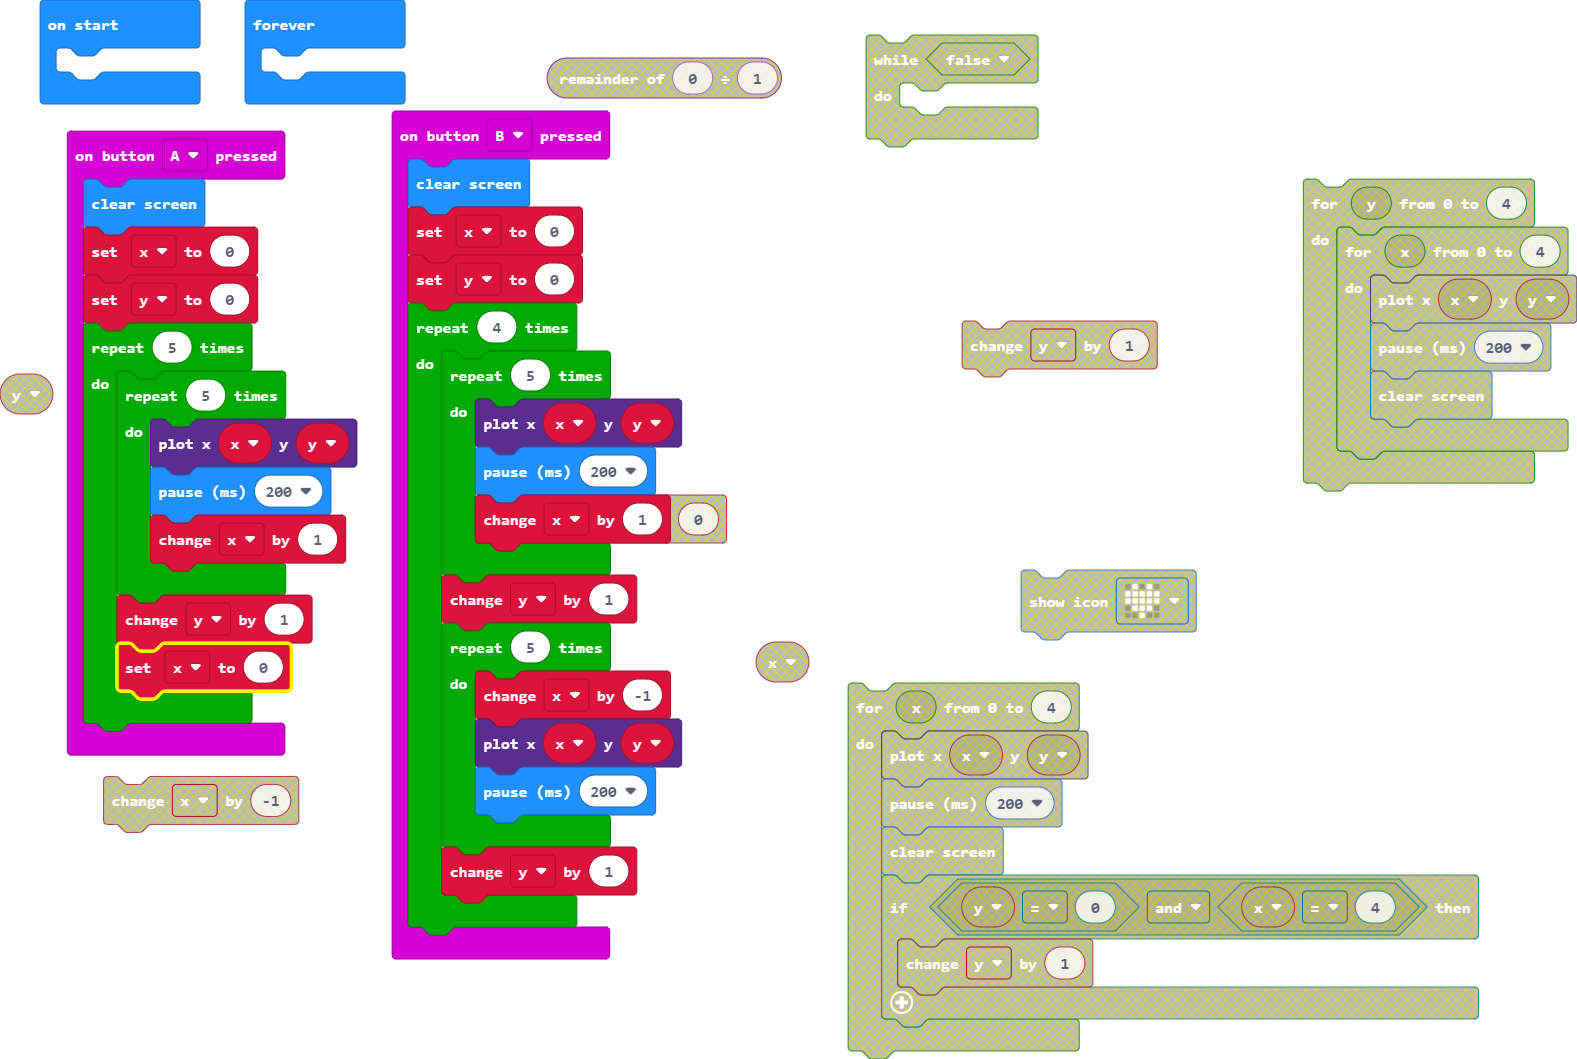 on start
forever
remainder of 0 ÷ 1
while false
do
on button A pressed
clear screen
set x to 0
set y to 0
repeat 5 times
do
repeat 5 times
do
plot x x y y
pause (ms) 200
change x by 1
change y by 1
set x to 0
y
change x by -1
on button B pressed
clear screen
set x to 0
set y to 0
repeat 4 times
do
repeat 5 times
do
plot x x y y
pause (ms) 200
change x by 1 0
change y by 1
repeat 5 times
do
change x by -1
plot x x y y
pause (ms) 200
change y by 1
x
change y by 1
for y from 0 to 4
do
for x from 0 to 4
do
plot x x y y
pause (ms) 200
clear screen
show icon
for x from 0 to 4
do
plot x x y y
pause (ms) 200
clear screen
if y = 0 and x = 4 then
change y by 1